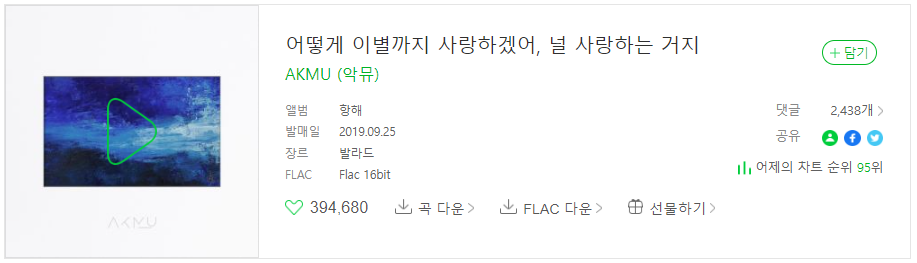 어떻게 이별까지 사랑하겠어, 널 사랑하는 거지
+ 담기
AKMU (악뮤)
앨범 항해
댓글 2,438개 >
발매일 2019.09.25
공유
장르 발라드
어제의 차트 순위 95위
FLAC Flac 16bit
394,680 곡 다운 > FLAC 다운 > 선물하기 >
AKMU